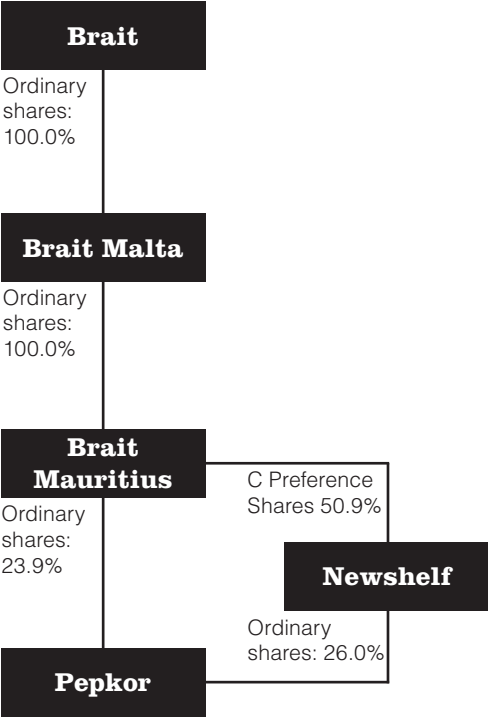 Brait
Ordinary
shares:
100.0%
Brait Malta
Ordinary
shares:
100.0%
Brait
Mauritius
Ordinary
shares:
23.9%
C Preference
Shares 50.9%
Newshelf
Ordinary
shares: 26.0%
Pepkor